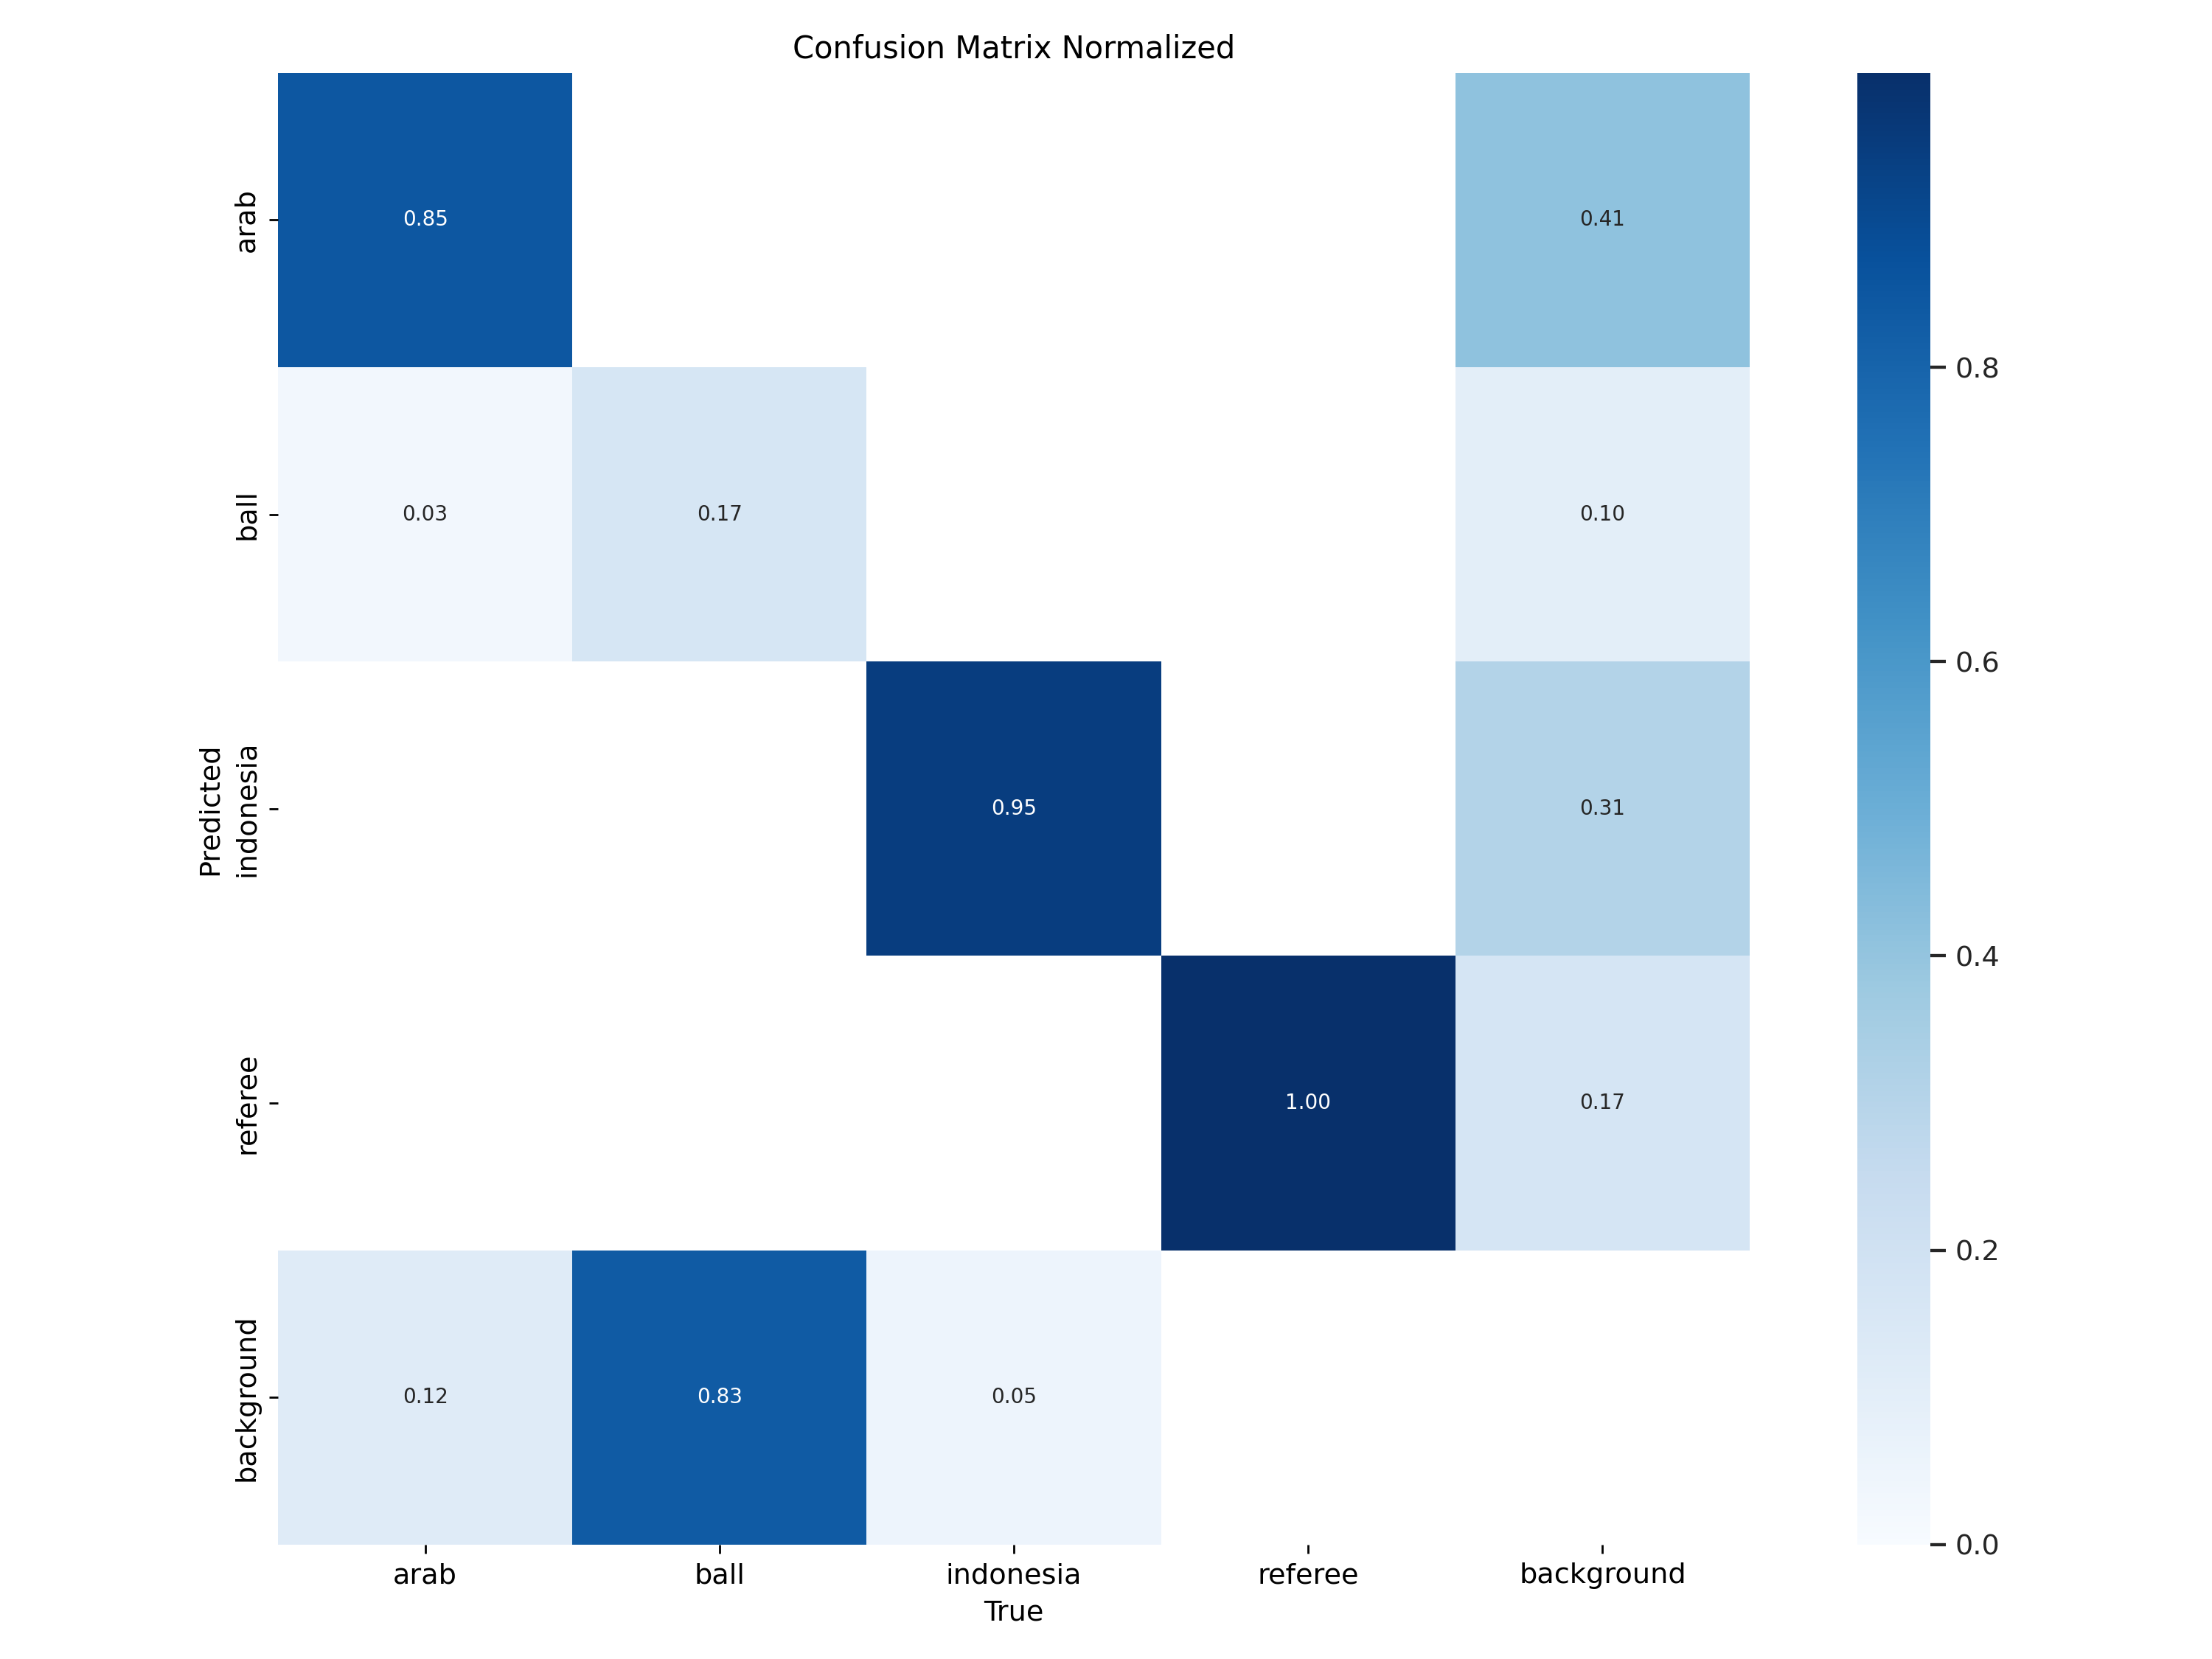 Confusion Matrix Normalized
arab
0.85
0.41
0.8
ball
0.03
0.17
0.10
0.6
Predicted
indonesia
0.95
0.31
0.4
referee
1.00
0.17
0.2
background
0.12
0.83
0.05
0.0
arab
ball
indonesia
referee
background
True